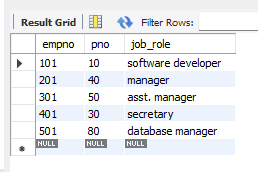 Result Grid Filter Rows:
empno pno job_role
101 10 software developer
201 40 manager
301 50 asst. manager
401 30 secretary
501 80 database manager
NULL NULL NULL